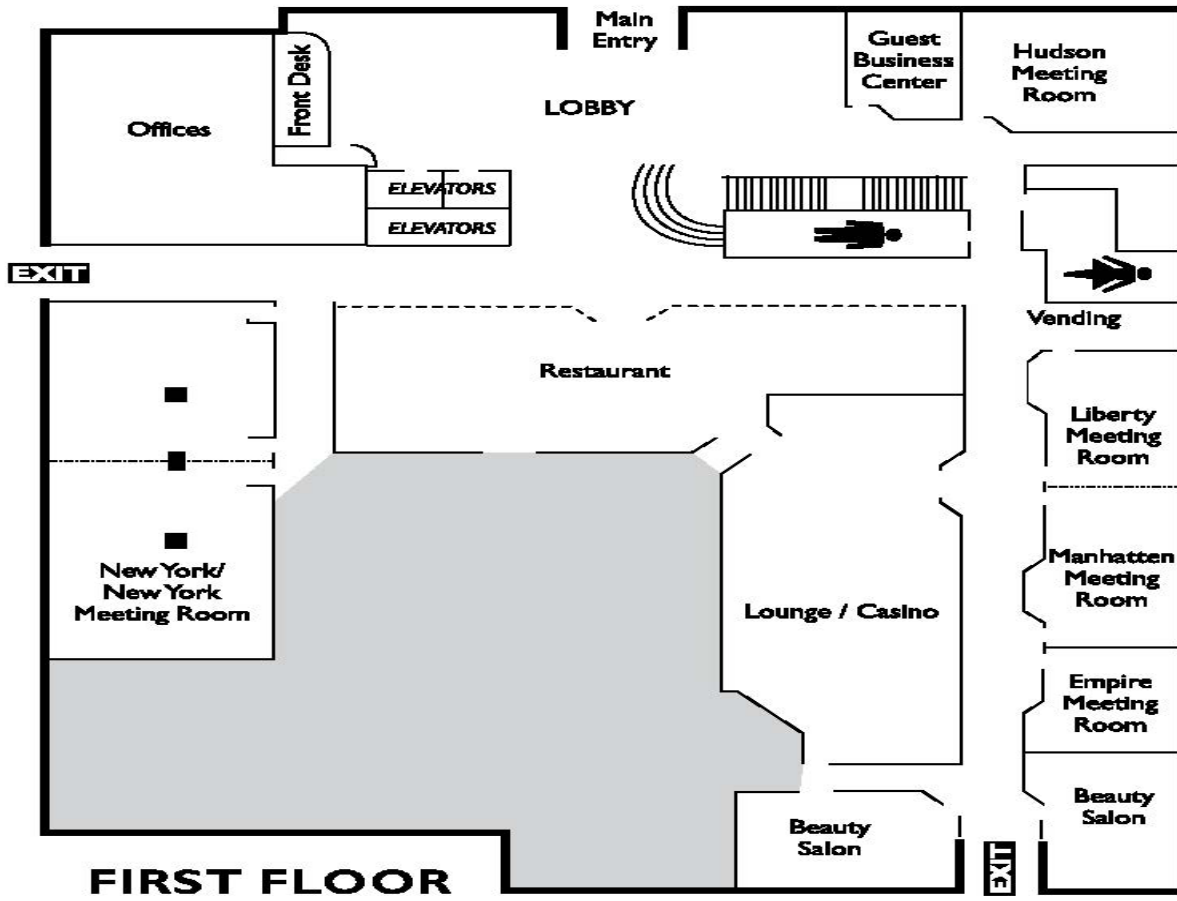 Main
Entry
Guest
Business
Center
Hudson
Meeting
Room
Front Desk
LOBBY
Offices
ELEVATORS
ELEVATORS
EXIT
Vending
Restaurant
Liberty
Meeting
Room
New York/
New York
Meeting Room
Manhatten
Meeting
Room
Lounge / Casino
Empire
Meeting
Room
Beauty
Salon
Beauty
Salon
EXIT
FIRST FLOOR